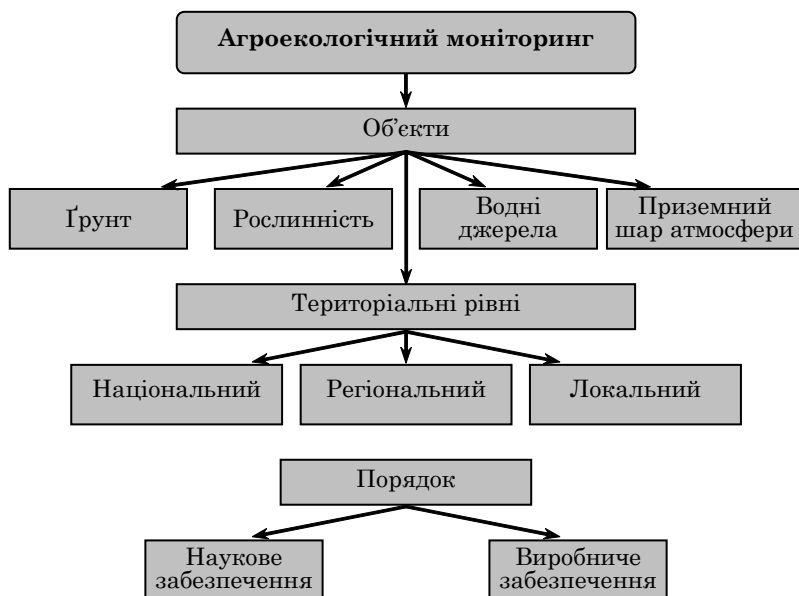 Агроекологічний моніторинг
Об'єкти
Ґрунт
Рослинність
Водні
джерела
Приземний
шар атмосфери
Територіальні рівні
Національний
Регіональний
Локальний
Порядок
Наукове
забезпечення
Виробниче
забезпечення